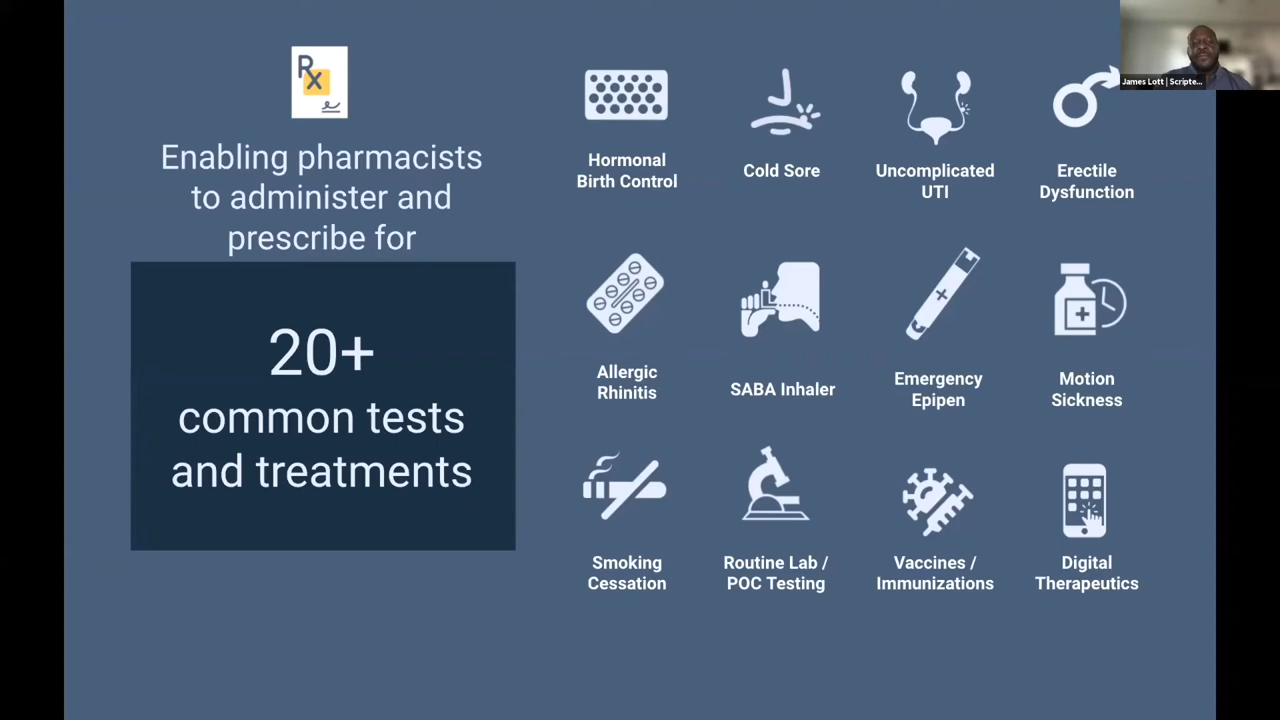 Rx
Enabling pharmacists
to administer and
prescribe for
20+
common tests
and treatments
Hormonal
Birth Control
Cold Sore
Uncomplicated
UTI
Erectile
Dysfunction
Allergic
Rhinitis
SABA Inhaler
Emergency
Epipen
Motion
Sickness
Smoking
Cessation
Routine Lab /
POC Testing
Vaccines /
Immunizations
Digital
Therapeutics
James Lott | Scripte...